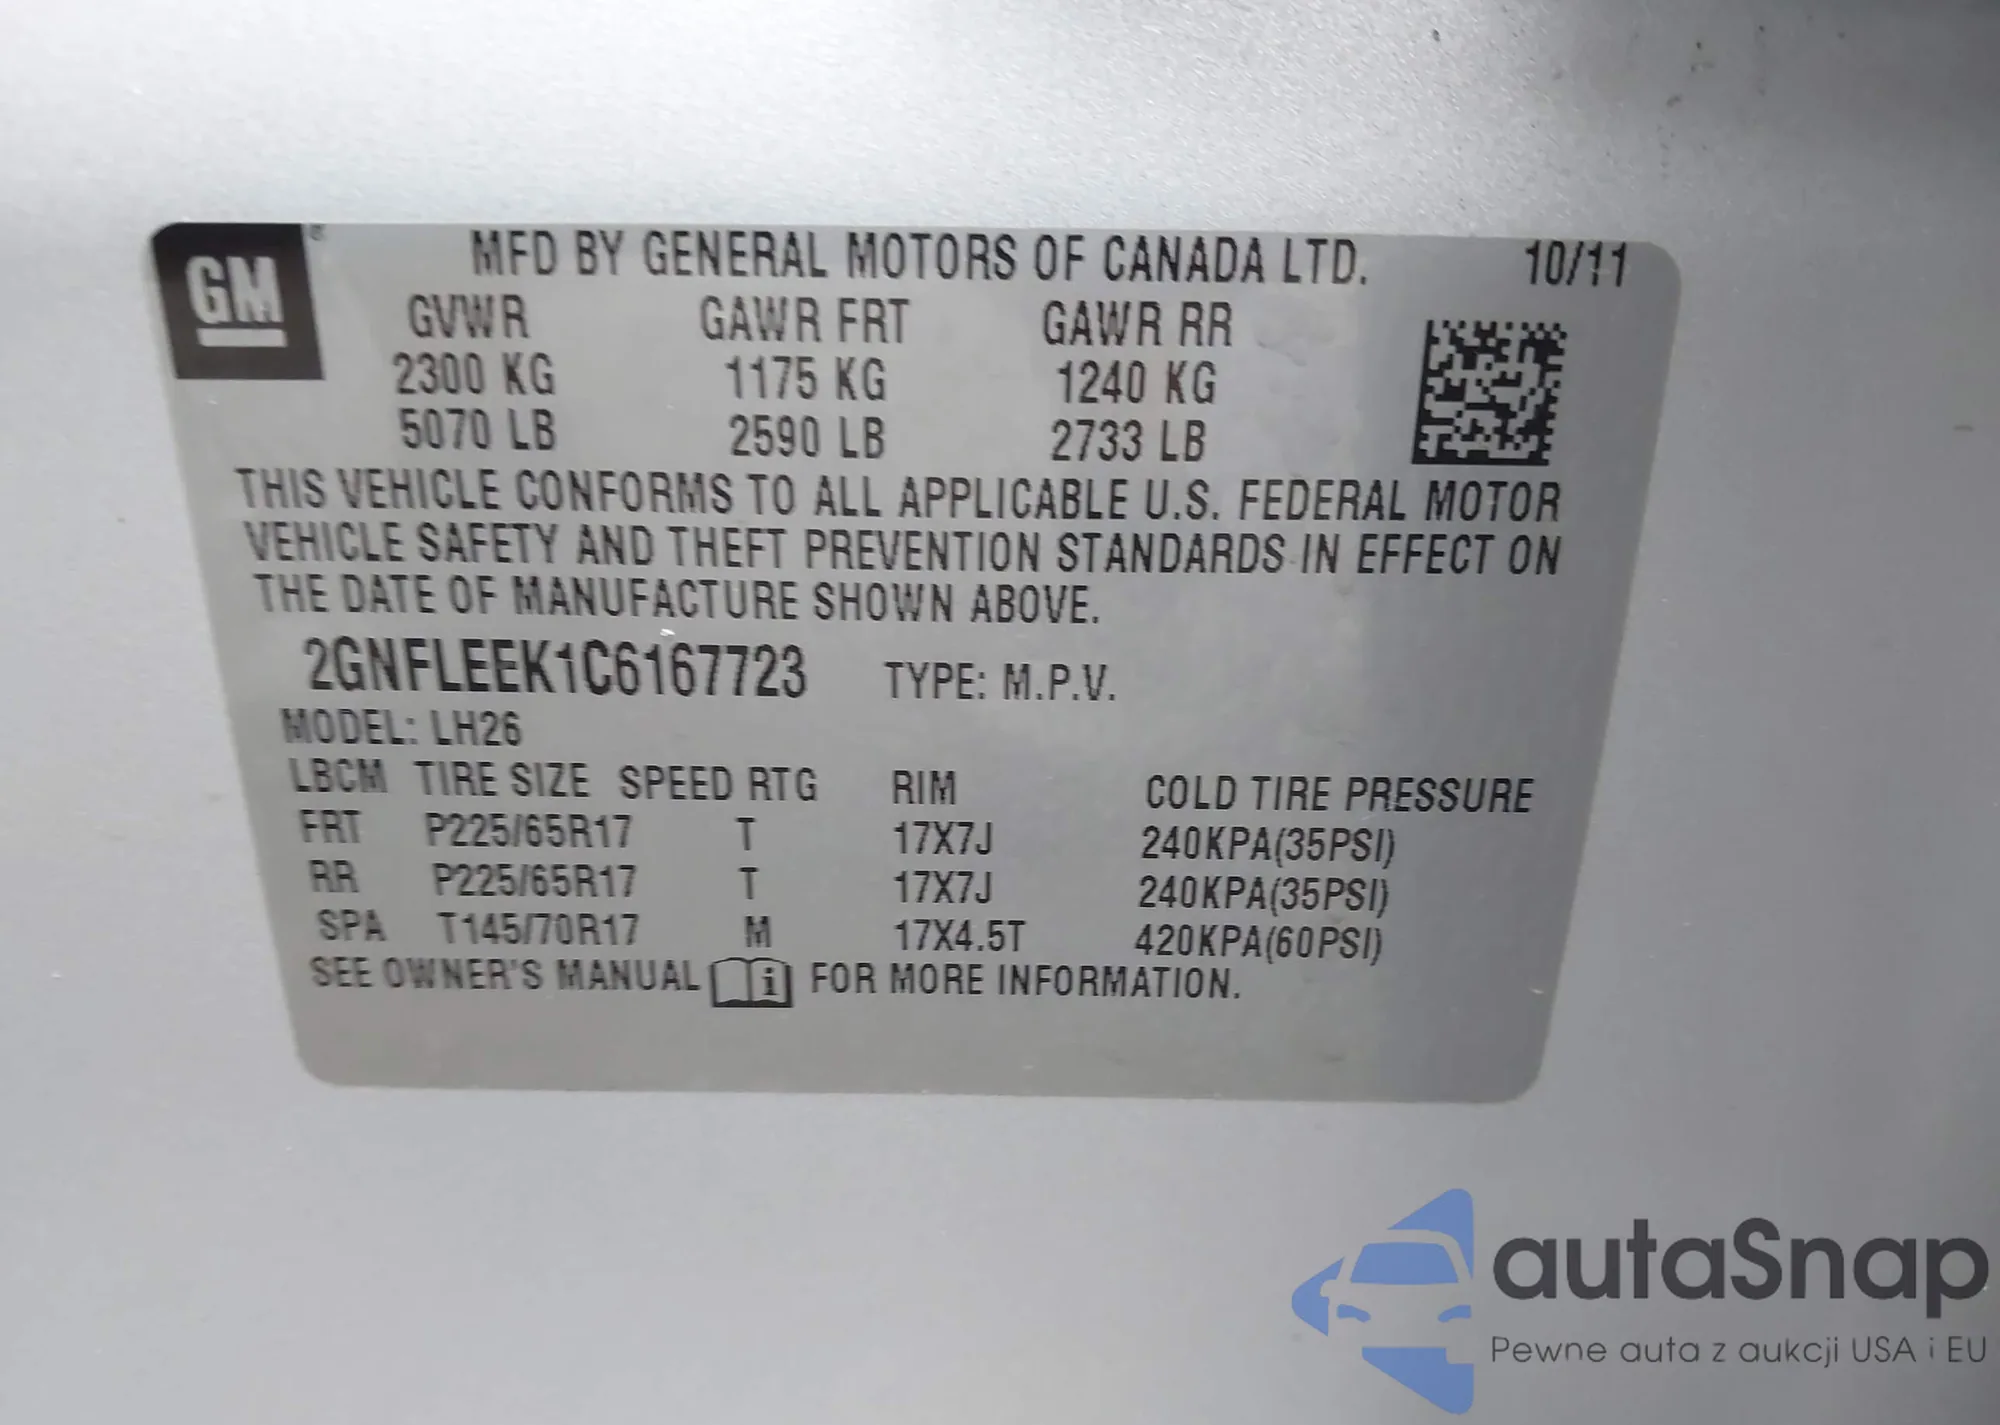 GM ® MFD BY GENERAL MOTORS OF CANADA LTD. 10/11
GVWR GAWR FRT GAWR RR
2300 KG 1175 KG 1240 KG
5070 LB 2590 LB 2733 LB
THIS VEHICLE CONFORMS TO ALL APPLICABLE U.S. FEDERAL MOTOR
VEHICLE SAFETY AND THEFT PREVENTION STANDARDS IN EFFECT ON
THE DATE OF MANUFACTURE SHOWN ABOVE.
2GNFLEEK1C6167723 TYPE: M.P.V.
MODEL: LH26
LBCM TIRE SIZE SPEED RTG RIM COLD TIRE PRESSURE
FRT P225/65R17 T 17X7J 240KPA(35PSI)
RR P225/65R17 T 17X7J 240KPA(35PSI)
SPA T145/70R17 M 17X4.5T 420KPA(60PSI)
SEE OWNER'S MANUAL i FOR MORE INFORMATION.
autaSnap
Pewne auta z aukcji USA i EU